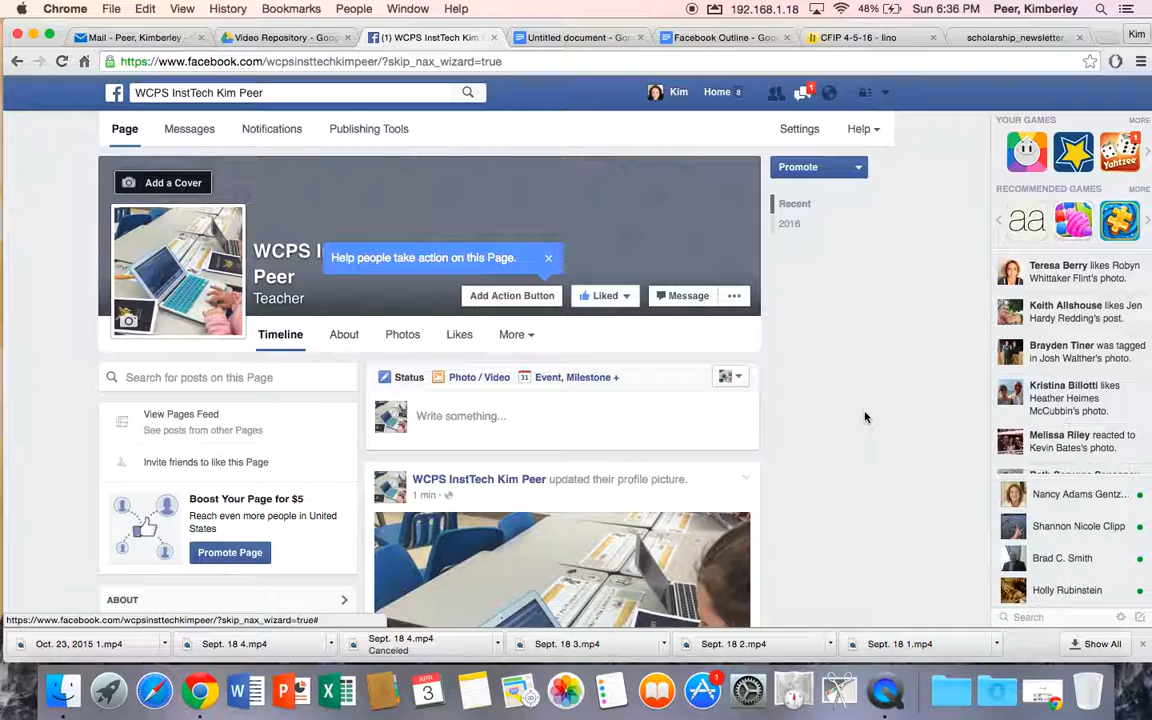 Chrome File Edit View History Bookmarks People Window Help 192.168.1.18 48% Sun 6:36 PM Peer, Kimberley
Mail - Peer, Kimberley Video Repository - Goog (1) WCPS InstTech Kim Untitled document - Goo Facebook Outline - Goog CFIP 4-5-16 - lino scholarship_newsletter Kim
https://www.facebook.com/wcpsinsttechkimpeer/?skip_nax_wizard=true
WCPS InstTech Kim Peer Kim Home 8 1
Page Messages Notifications Publishing Tools Settings Help
YOUR GAMES MORE
1
Add a Cover
Promote
RECOMMENDED GAMES MORE
Recent
2016
aa
WCPS I
Peer
Teacher
Help people take action on this Page.
Add Action Button Liked Message
Timeline About Photos Likes More
Search for posts on this Page
Status Photo / Video 31 Event, Milestone +
Write something...
View Pages Feed
See posts from other Pages
Invite friends to like this Page
Boost Your Page for $5
Reach even more people in United
States
Promote Page
ABOUT
WCPS InstTech Kim Peer updated their profile picture.
1 min
Teresa Berry likes Robyn
Whittaker Flint's photo.
Keith Allshouse likes Jen
Hardy Redding's post.
Brayden Tiner was tagged
in Josh Walther's photo.
Kristina Billotti likes
Heather Heimes
McCubbin's photo.
Melissa Riley reacted to
Kevin Bates's photo.
Nancy Adams Gentz...
Shannon Nicole Clipp
Brad C. Smith
Holly Rubinstein
Search
https://www.facebook.com/wcpsinsttechkimpeer/?skip_nax_wizard=true#
Oct. 23, 2015 1.mp4 Sept. 18 4.mp4 Sept. 18 4.mp4 Sept. 18 3.mp4 Sept. 18 2.mp4 Sept. 18 1.mp4 Show All
Canceled
APR
3
1